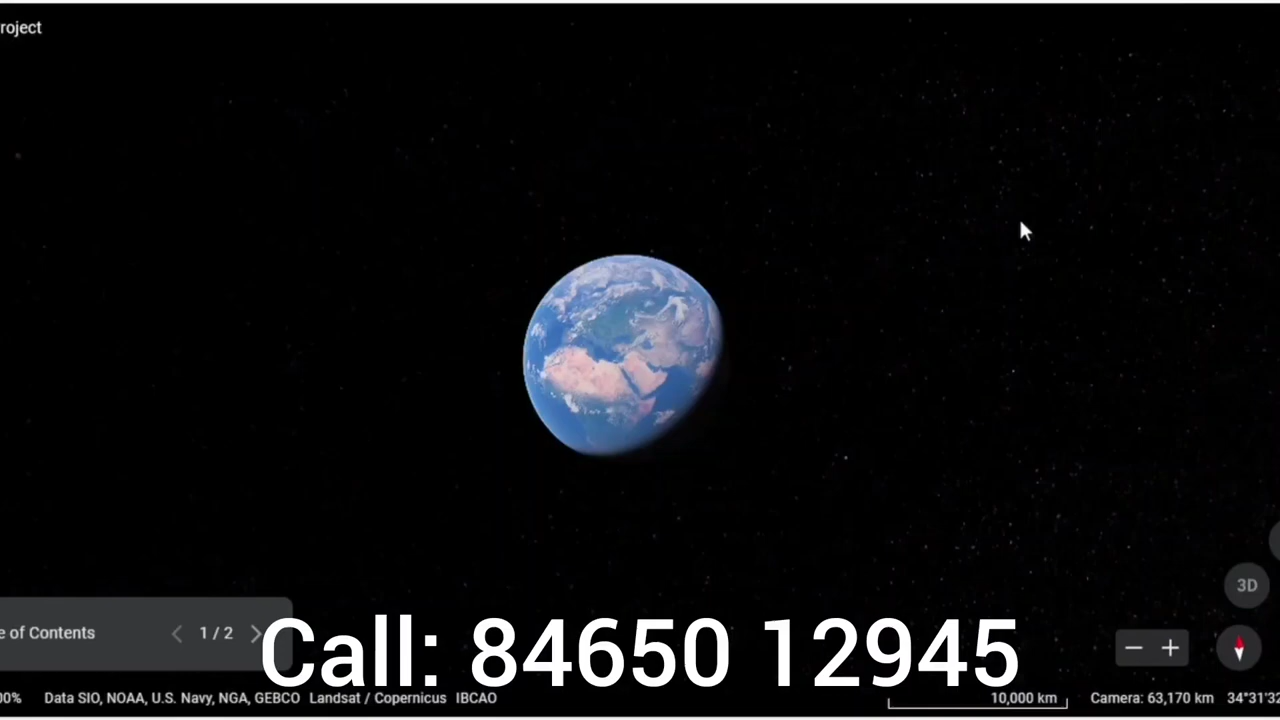 roject
3D
e of Contents
1 / 2
Call: 84650 12945
00%
Data SIO, NOAA, U.S. Navy, NGA, GEBCO Landsat / Copernicus IBCAO
10,000 km
Camera: 63,170 km
34°31'32